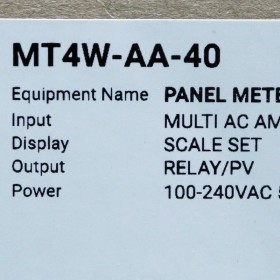 MT4W-AA-40
Equipment Name PANEL METE
Input MULTI AC AM
Display SCALE SET
Output RELAY/PV
Power 100-240VAC 5